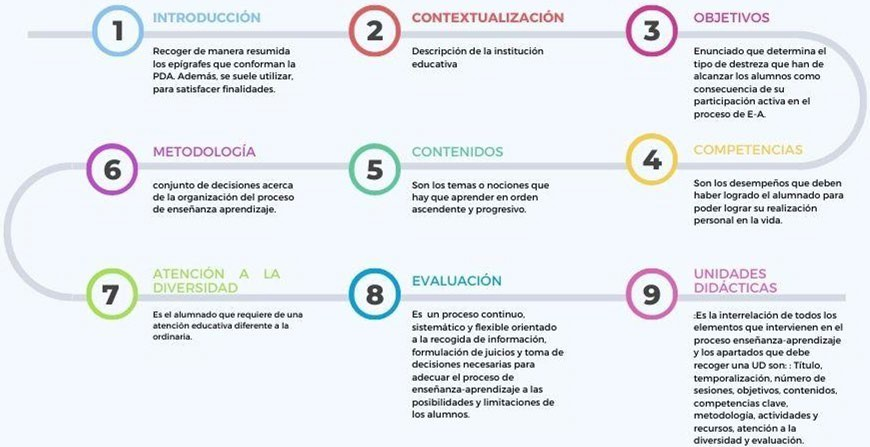 1
INTRODUCCIÓN
Recoger de manera resumida
los epígrafes que conforman la
PDA. Además, se suele utilizar,
para satisfacer finalidades.
2
CONTEXTUALIZACIÓN
Descripción de la institución
educativa
3
OBJETIVOS
Enunciado que determina el
tipo de destreza que han de
alcanzar los alumnos como
consecuencia de su
participación activa en el
proceso de E-A.
4
COMPETENCIAS
Son los desempeños que deben
haber logrado el alumnado para
poder lograr su realización
personal en la vida.
5
CONTENIDOS
Son los temas o nociones que
hay que aprender en orden
ascendente y progresivo.
6
METODOLOGÍA
conjunto de decisiones acerca
de la organización del proceso
de enseñanza aprendizaje.
7
ATENCIÓN A LA
DIVERSIDAD
Es el alumnado que requiere de una
atención educativa diferente a la
ordinaria.
8
EVALUACIÓN
Es un proceso continuo,
sistemático y flexible orientado
a la recogida de información,
formulación de juicios y toma de
decisiones necesarias para
adecuar el proceso de
enseñanza-aprendizaje a las
posibilidades y limitaciones de
los alumnos.
9
UNIDADES
DIDÁCTICAS
:Es la interrelación de todos los
elementos que intervienen en el
proceso enseñanza-aprendizaje
y los apartados que debe
recoger una UD son: : Título,
temporalización, número de
sesiones, objetivos, contenidos,
competencias clave,
metodología, actividades y
recursos, atención a la
diversidad y evaluación.